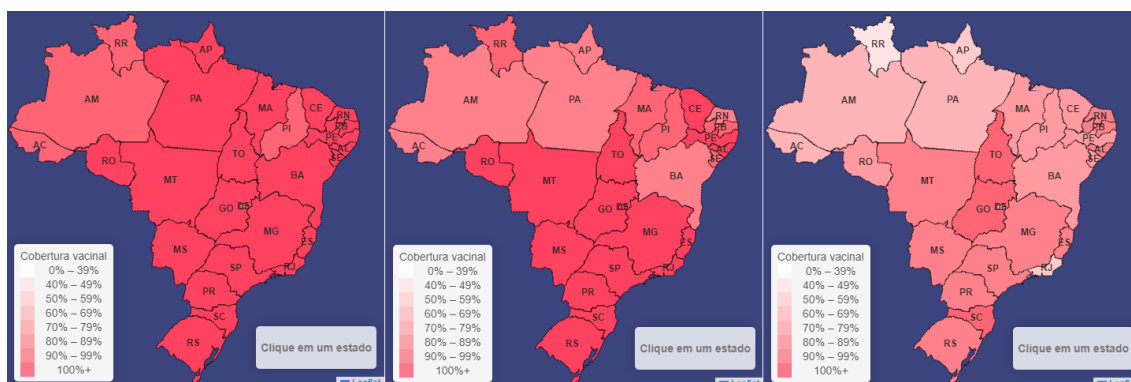 RR
AP
AM
PA
MA
CE
RN
PB
PI
PE
AL
SE
AC
RO
TO
BA
MT
GO
DF
MG
MS
ES
SP
RJ
PR
SC
RS
Cobertura vacinal
0% – 39%
40% – 49%
50% – 59%
60% – 69%
70% – 79%
80% – 89%
90% – 99%
100%+
Clique em um estado
Leaflet
RR
AP
AM
PA
MA
CE
RN
PB
PI
PE
AL
SE
AC
RO
TO
BA
MT
GO
DF
MG
MS
ES
SP
RJ
PR
SC
RS
Cobertura vacinal
0% – 39%
40% – 49%
50% – 59%
60% – 69%
70% – 79%
80% – 89%
90% – 99%
100%+
Clique em um estado
Leaflet
RR
AP
AM
PA
MA
CE
RN
PB
PI
PE
AL
SE
AC
RO
TO
BA
MT
GO
DF
MG
MS
ES
SP
RJ
PR
SC
RS
Cobertura vacinal
0% – 39%
40% – 49%
50% – 59%
60% – 69%
70% – 79%
80% – 89%
90% – 99%
100%+
Clique em um estado
Leaflet